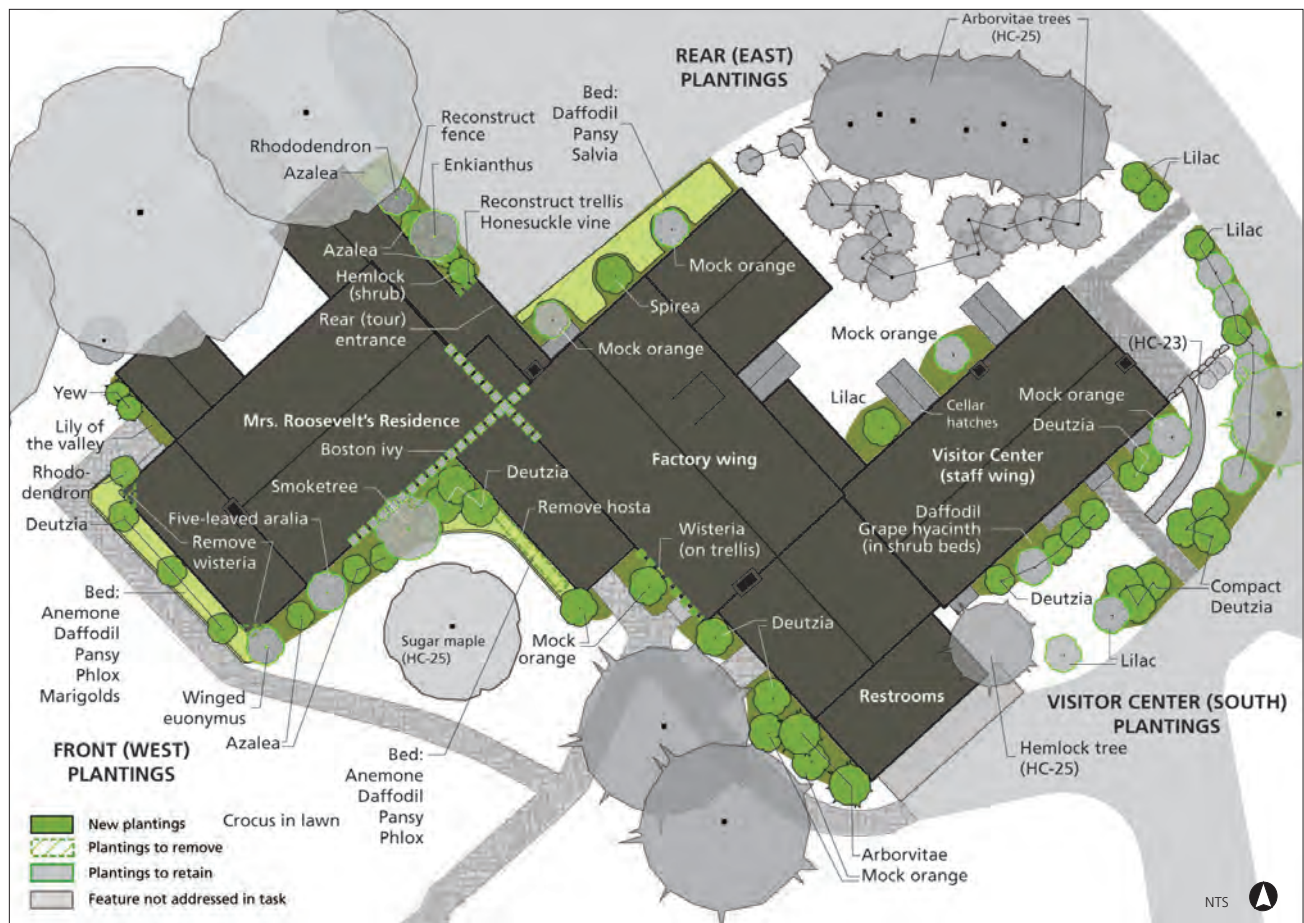 Arborvitae trees
(HC-25)
REAR (EAST)
PLANTINGS
Bed:
Daffodil
Pansy
Salvia
Reconstruct
fence
Rhododendron
Enkianthus
Azalea
Lilac
Reconstruct trellis
Honesuckle vine
Lilac
Azalea
Mock orange
Hemlock
(shrub)
Spirea
Rear (tour)
entrance
Mock orange
Mock orange
(HC-23)
Yew
Lilac
Mock orange
Cellar
hatches
Mrs. Roosevelt's Residence
Deutzia
Lily of
the valley
Boston ivy
Factory wing
Visitor Center
(staff wing)
Rhodo-
dendron
Deutzia
Smoketree
Remove hosta
Daffodil
Grape hyacinth
(in shrub beds)
Deutzia
Five-leaved aralia
Wisteria
(on trellis)
Remove
wisteria
Compact
Deutzia
Bed:
Anemone
Daffodil
Pansy
Phlox
Marigolds
Deutzia
Deutzia
Sugar maple
(HC-25)
Mock
orange
Lilac
Restrooms
Winged
euonymus
VISITOR CENTER (SOUTH)
PLANTINGS
Azalea
FRONT (WEST)
PLANTINGS
Hemlock tree
(HC-25)
Bed:
Anemone
Daffodil
Pansy
Phlox
Crocus in lawn
New plantings
Plantings to remove
Plantings to retain
Feature not addressed in task
Arborvitae
Mock orange
NTS